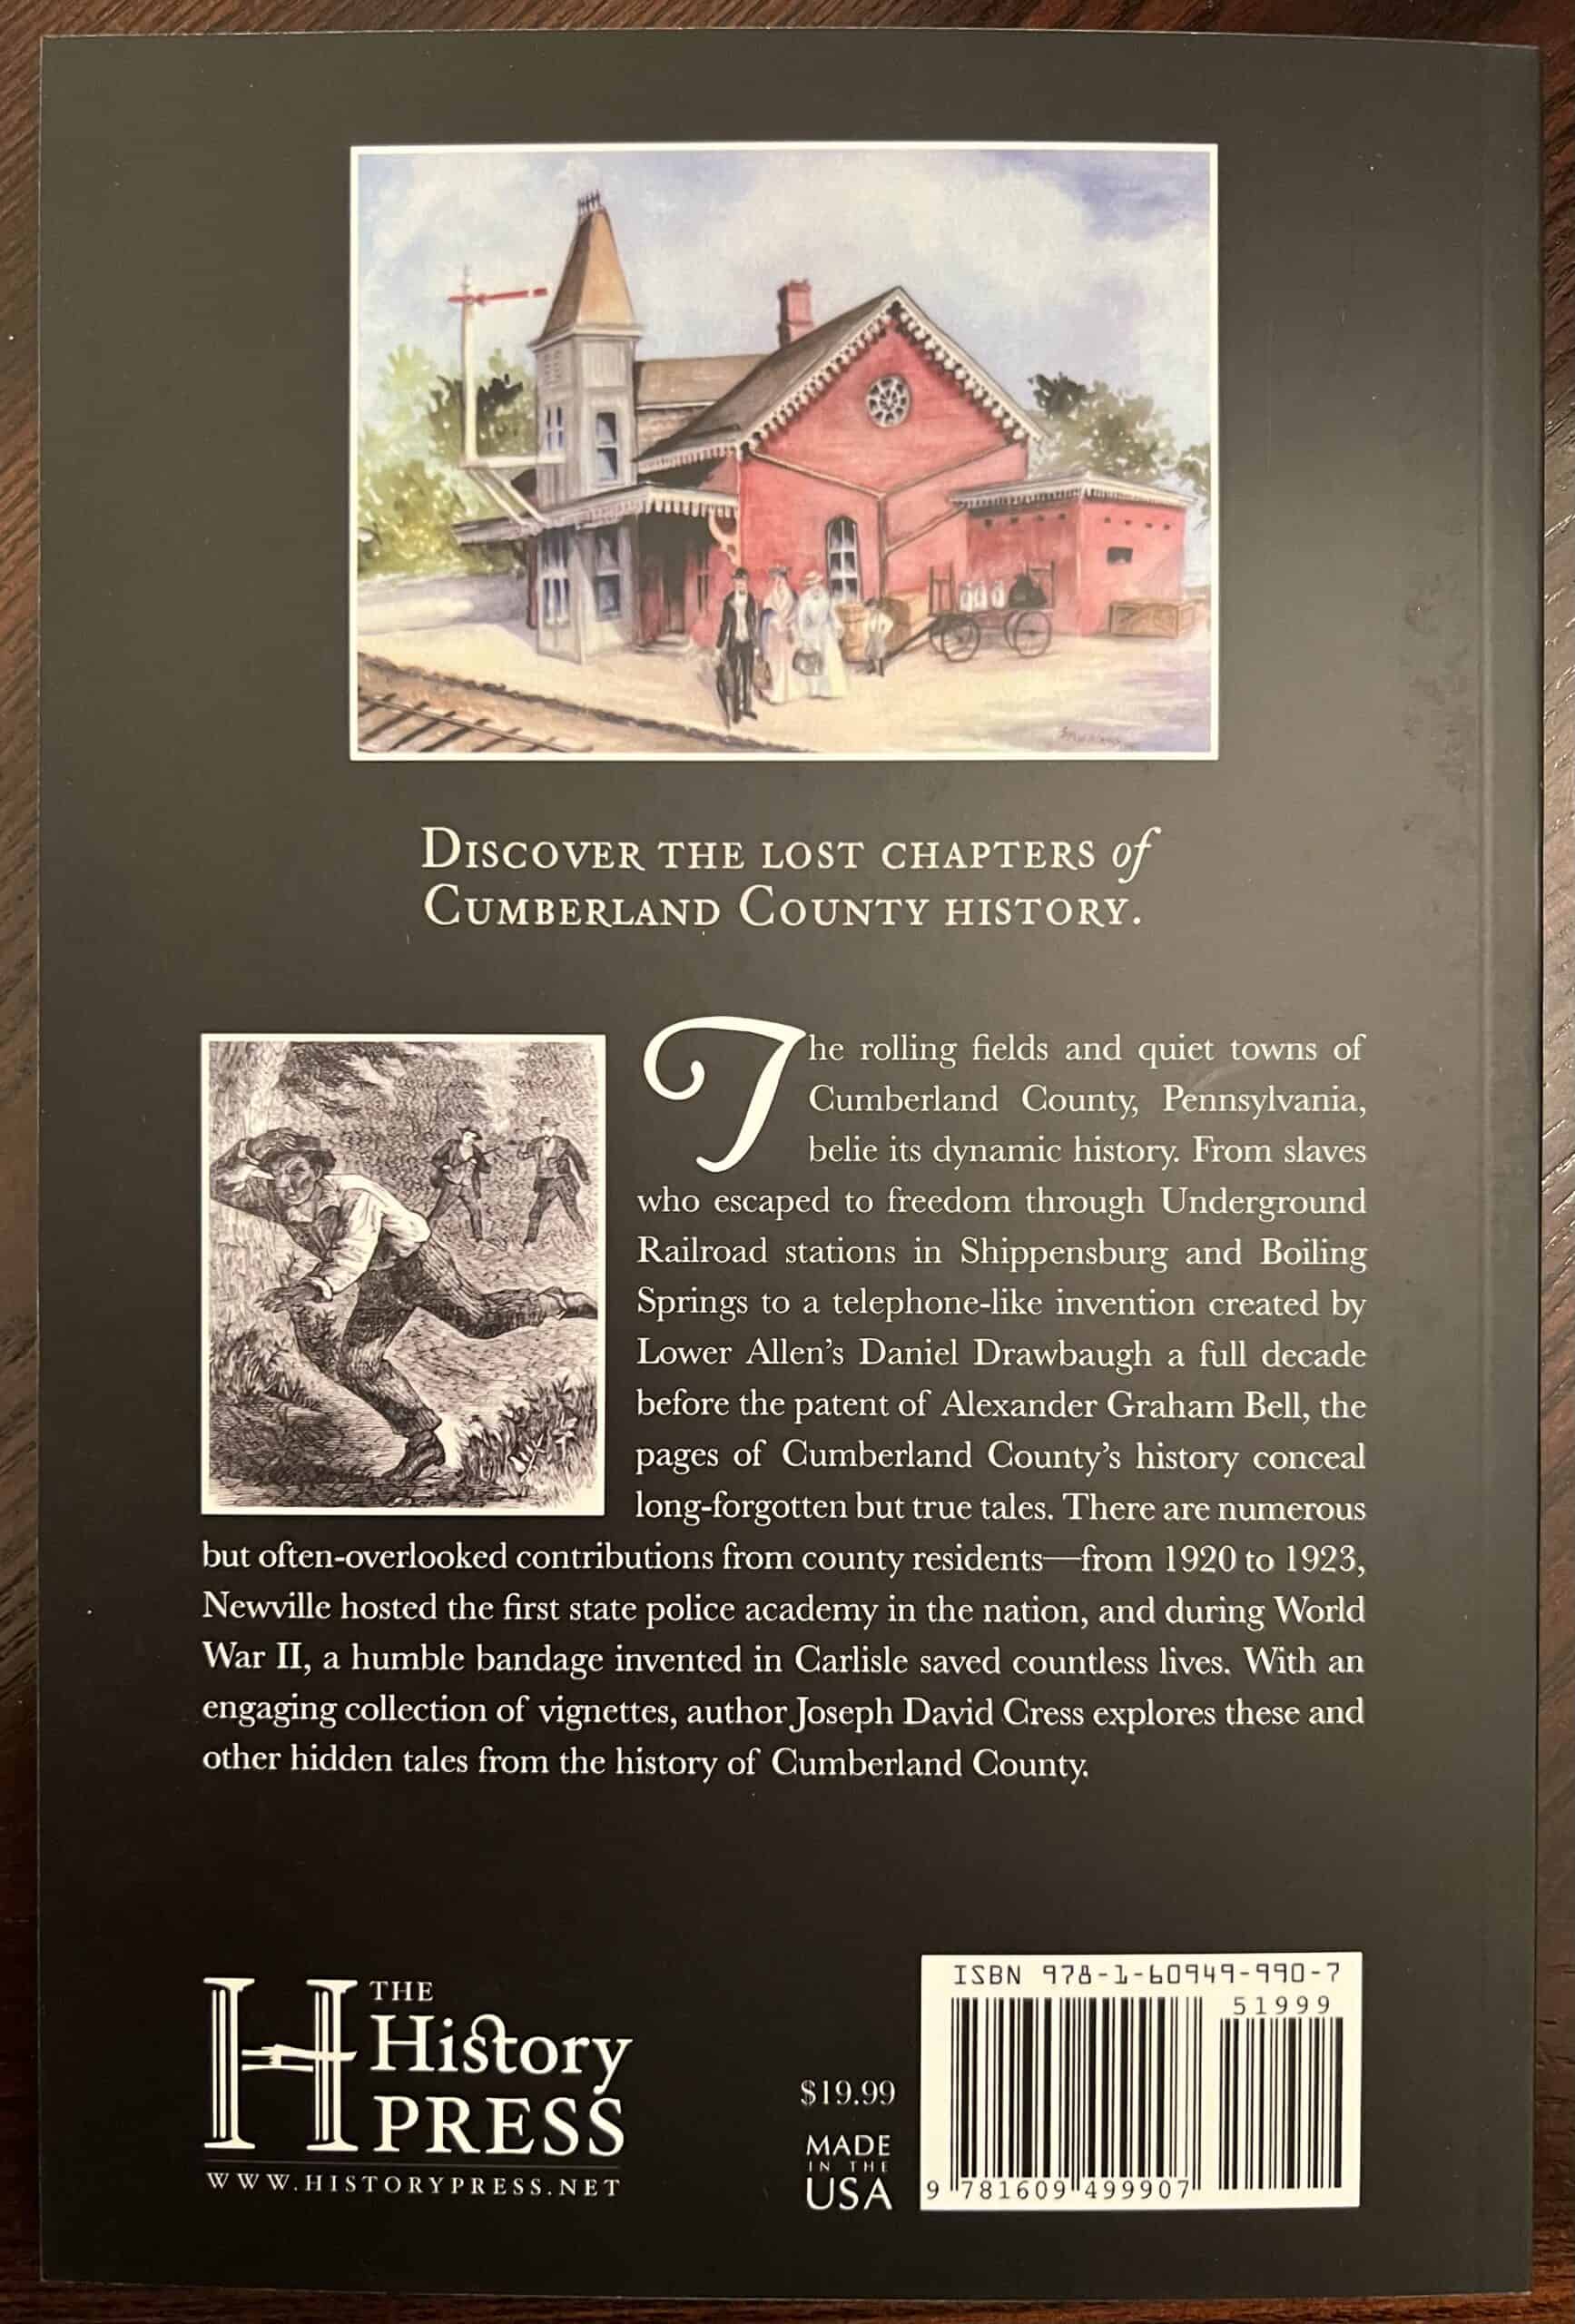 DISCOVER THE LOST CHAPTERS of
CUMBERLAND COUNTY HISTORY.
The rolling fields and quiet towns of
Cumberland County, Pennsylvania,
belie its dynamic history. From slaves
who escaped to freedom through Underground
Railroad stations in Shippensburg and Boiling
Springs to a telephone-like invention created by
Lower Allen's Daniel Drawbaugh a full decade
before the patent of Alexander Graham Bell, the
pages of Cumberland County's history conceal
long-forgotten but true tales. There are numerous
but often-overlooked contributions from county residents—from 1920 to 1923,
Newville hosted the first state police academy in the nation, and during World
War II, a humble bandage invented in Carlisle saved countless lives. With an
engaging collection of vignettes, author Joseph David Cress explores these and
other hidden tales from the history of Cumberland County.
H THE
History
PRESS
WWW.HISTORYPRESS.NET
$19.99
MADE
IN THE
USA
ISBN 978-1-60949-990-7
51999
9 781609 499907